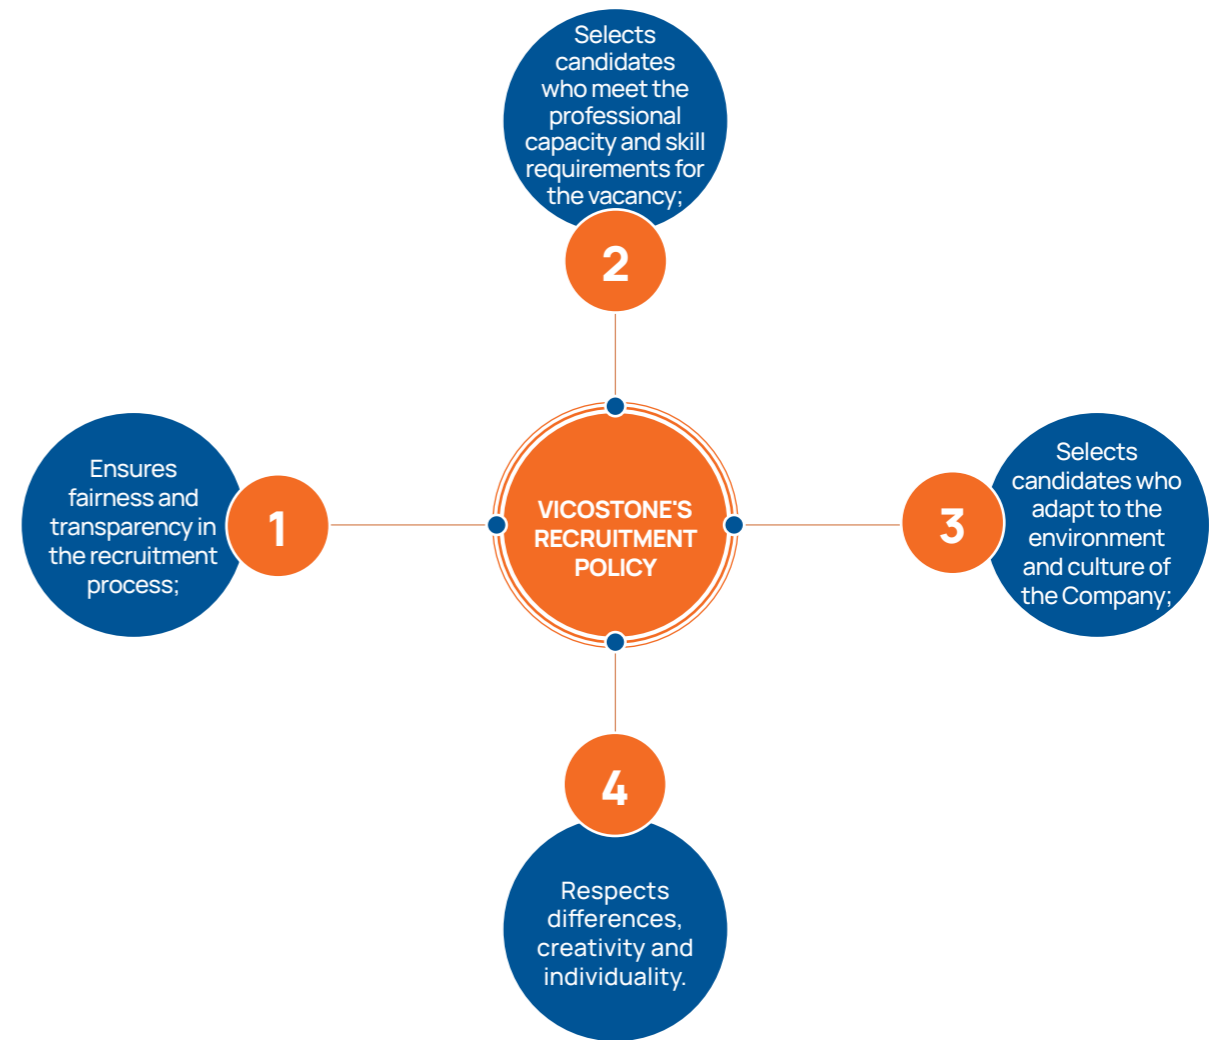 Selects
candidates
who meet the
professional
capacity and skill
requirements for
the vacancy;
2
Ensures
fairness and
transparency in
the recruitment
process;
1
VICOSTONE'S
RECRUITMENT
POLICY
3
Selects
candidates who
adapt to the
environment
and culture of
the Company;
4
Respects
differences,
creativity and
individuality.